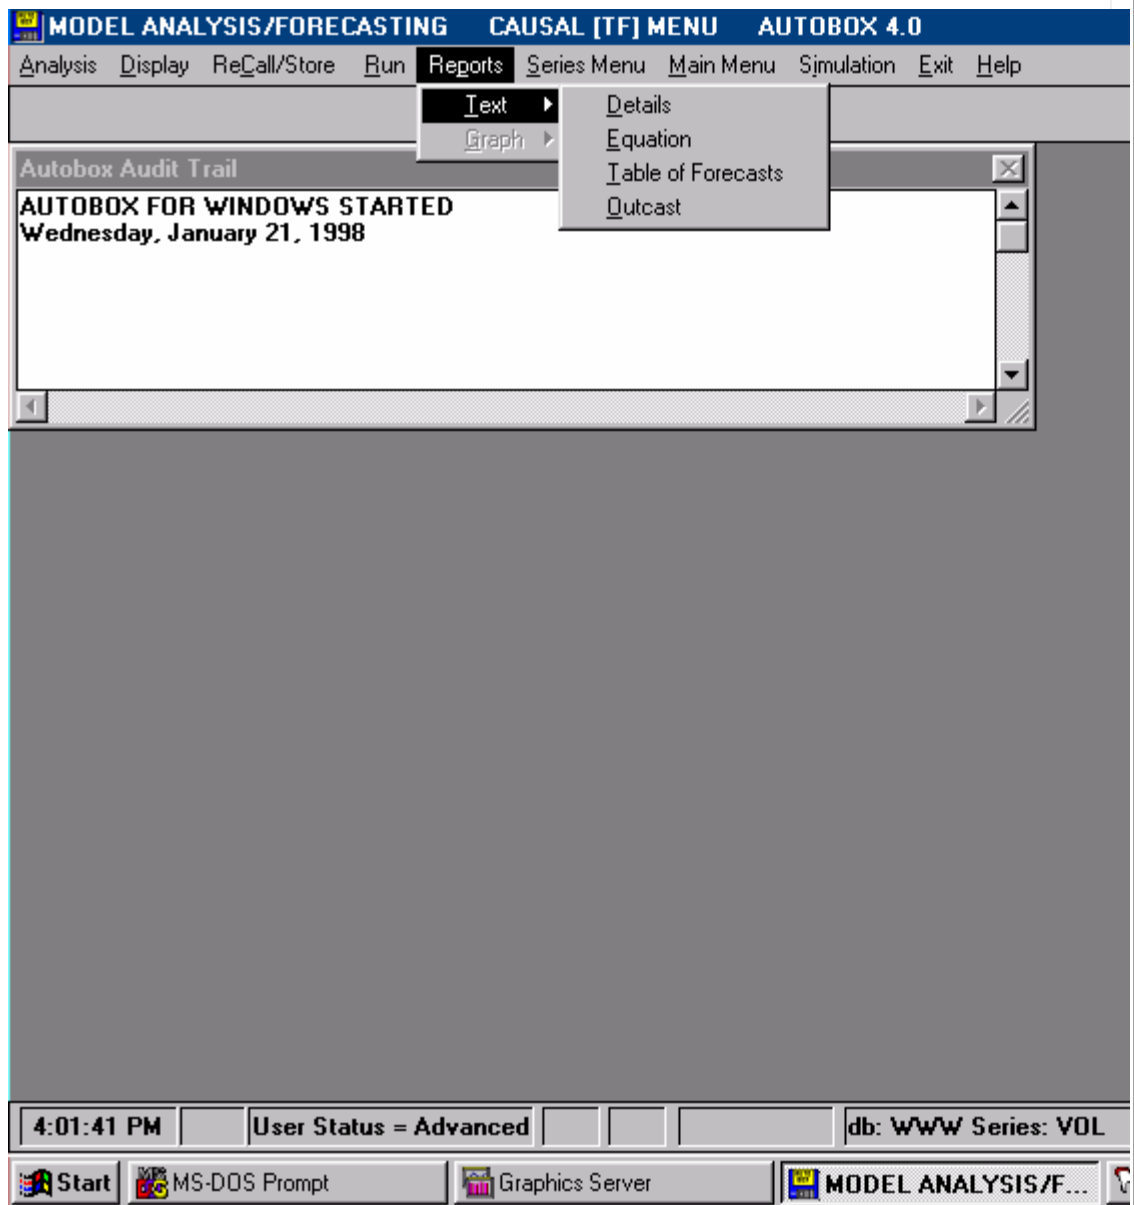 MODEL ANALYSIS/FORECASTING CAUSAL [TF] MENU AUTOBOX 4.0
Analysis Display ReCall/Store Run Reports Series Menu Main Menu Simulation Exit Help
Text Details
Graph Equation
Table of Forecasts
Outcast
Autobox Audit Trail
AUTOBOX FOR WINDOWS STARTED
Wednesday, January 21, 1998
4:01:41 PM User Status = Advanced db: WWW Series: VOL
Start MS-DOS Prompt Graphics Server MODEL ANALYSIS/F...